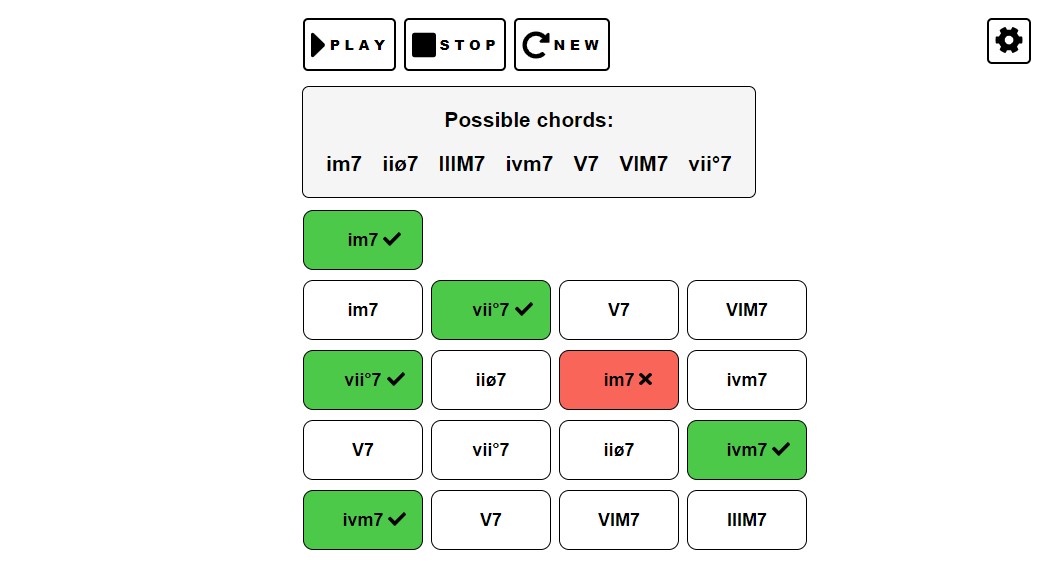 PLAY STOP NEW
Possible chords:
im7 iiø7 IIIM7 ivm7 V7 VIM7 vii°7
im7
im7 vii°7 V7 VIM7
vii°7 iiø7 im7 ivm7
V7 vii°7 iiø7 ivm7
ivm7 V7 VIM7 IIIM7